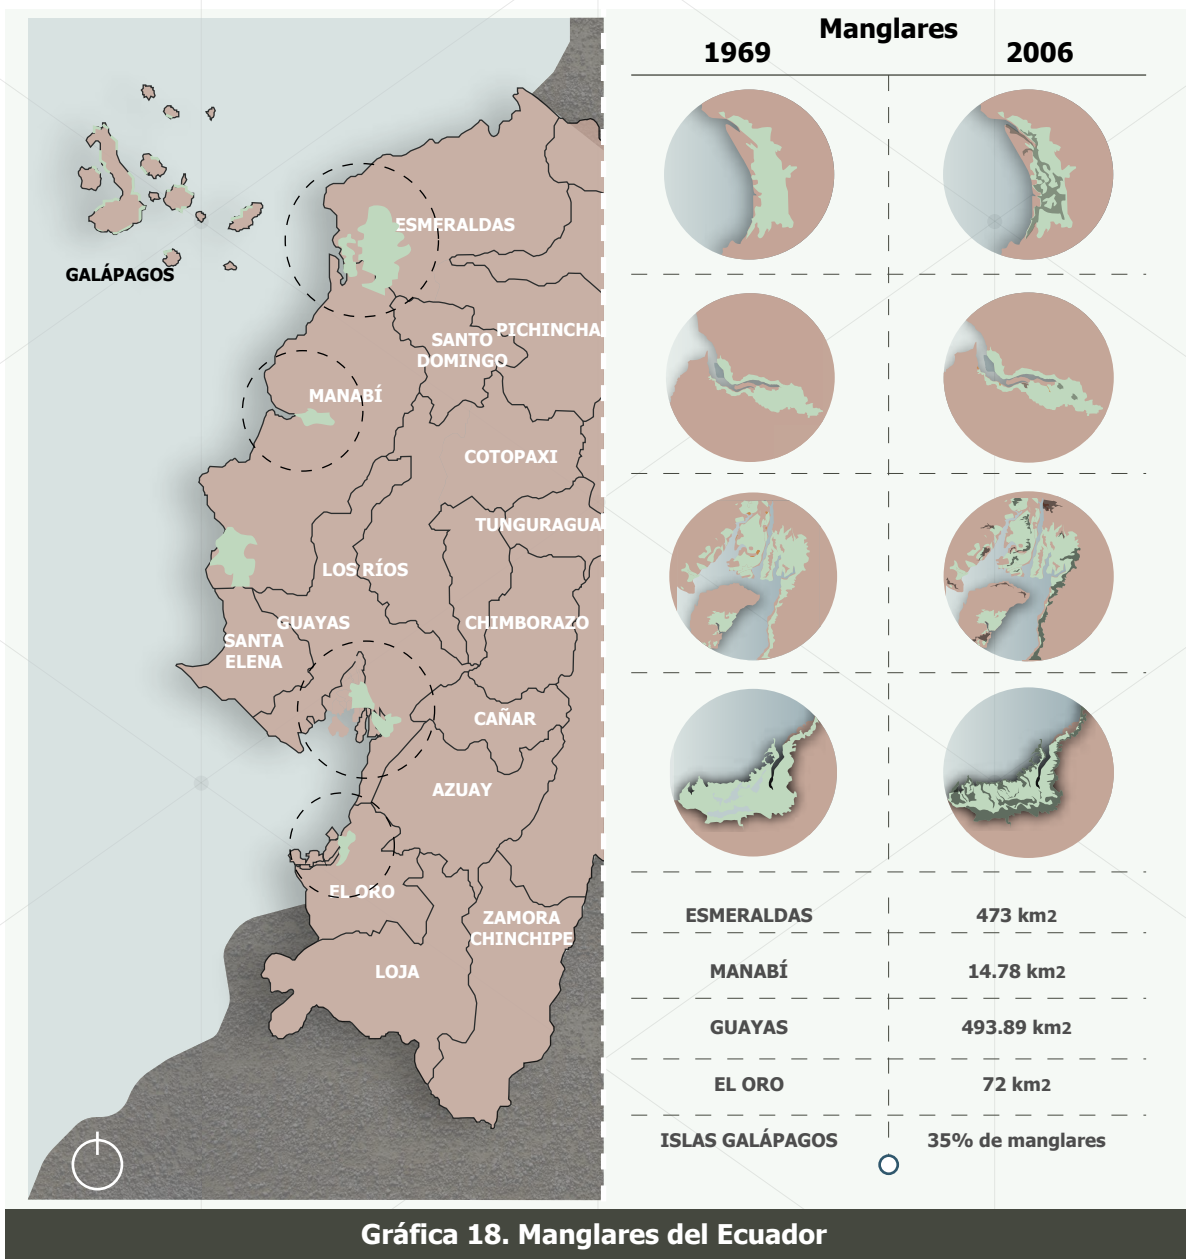 Manglares
1969
2006
GALÁPAGOS
ESMERALDAS
PICHINCHA
SANTO
DOMINGO
MANABÍ
COTOPAXI
TUNGURAGUA
LOS RÍOS
GUAYAS
CHIMBORAZO
SANTA
ELENA
CAÑAR
AZUAY
EL ORO
ZAMORA
CHINCHIPE
LOJA
ESMERALDAS 473 km2
MANABÍ 14.78 km2
GUAYAS 493.89 km2
EL ORO 72 km2
ISLAS GALÁPAGOS 35% de manglares
Gráfica 18. Manglares del Ecuador